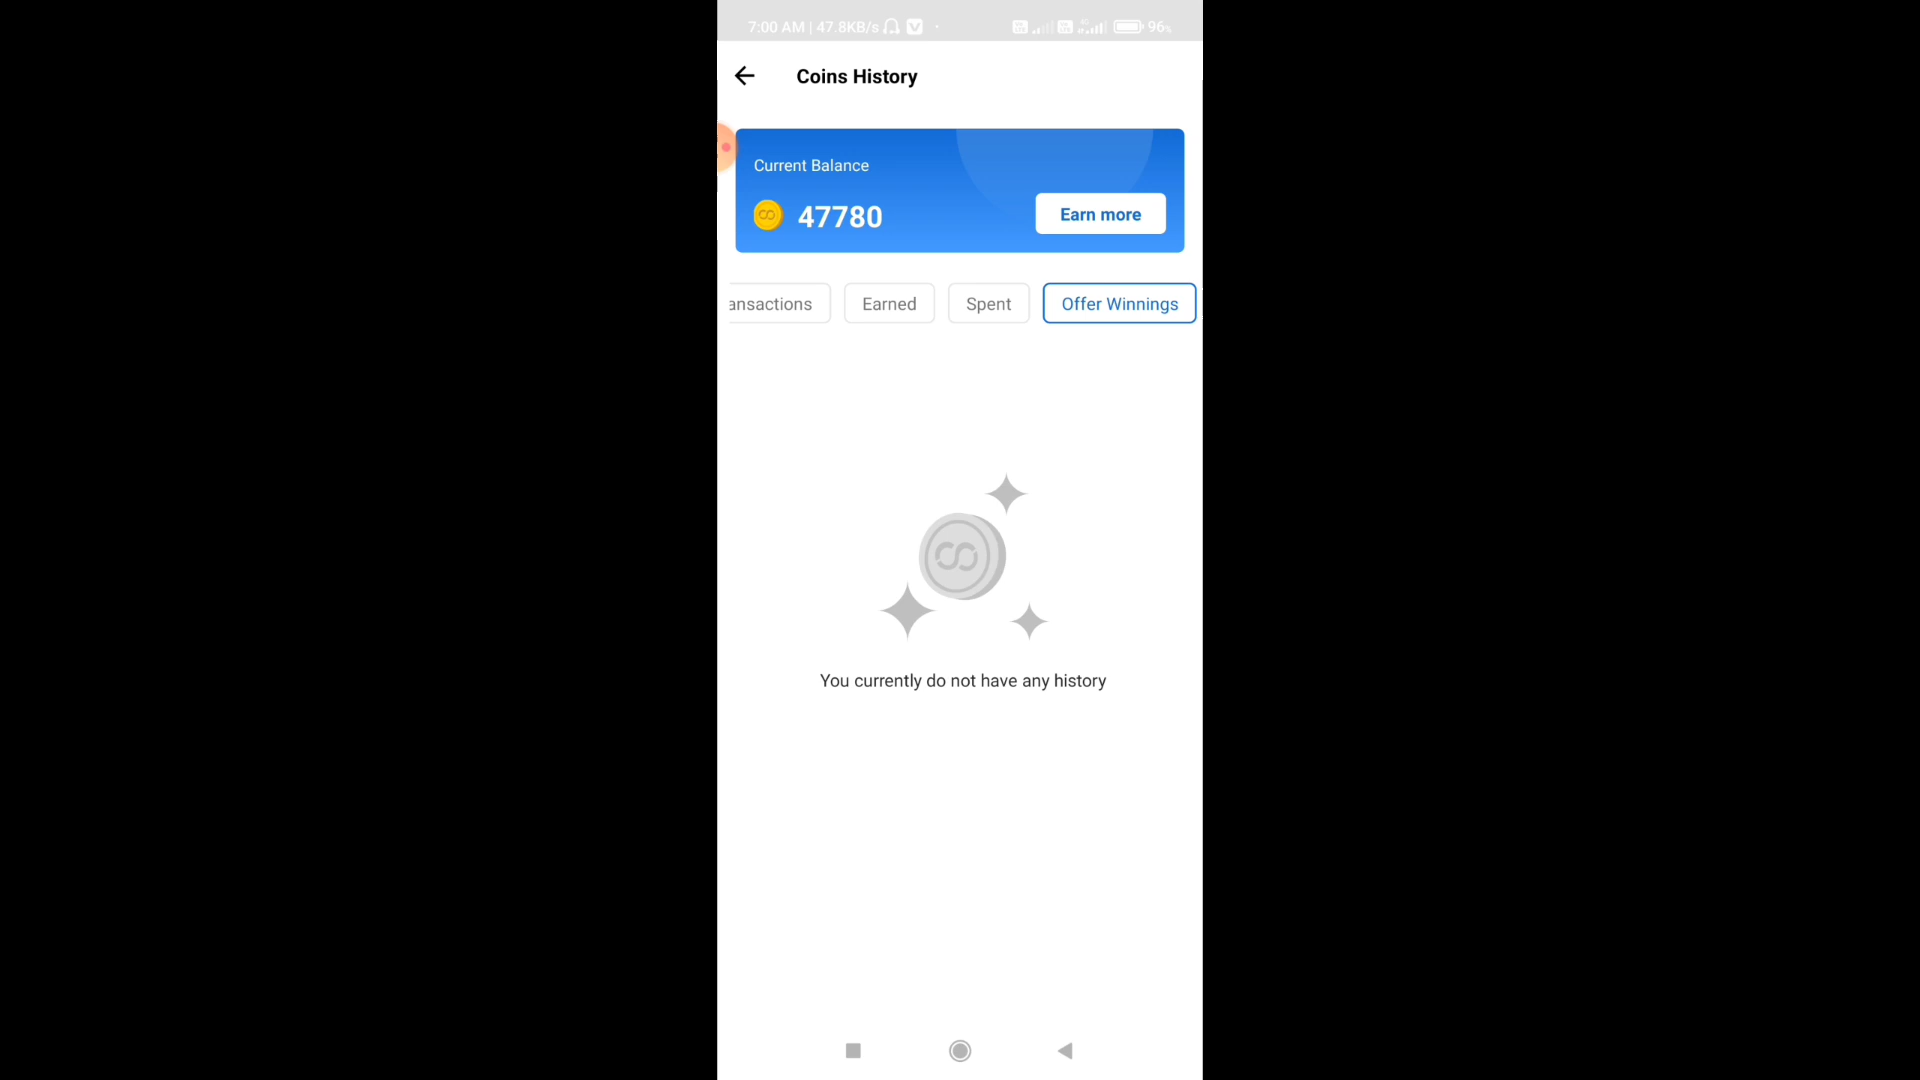 7:00 AM | 47.8KB/s
96%
Coins History
Current Balance
47780
Earn more
ansactions
Earned
Spent
Offer Winnings
You currently do not have any history